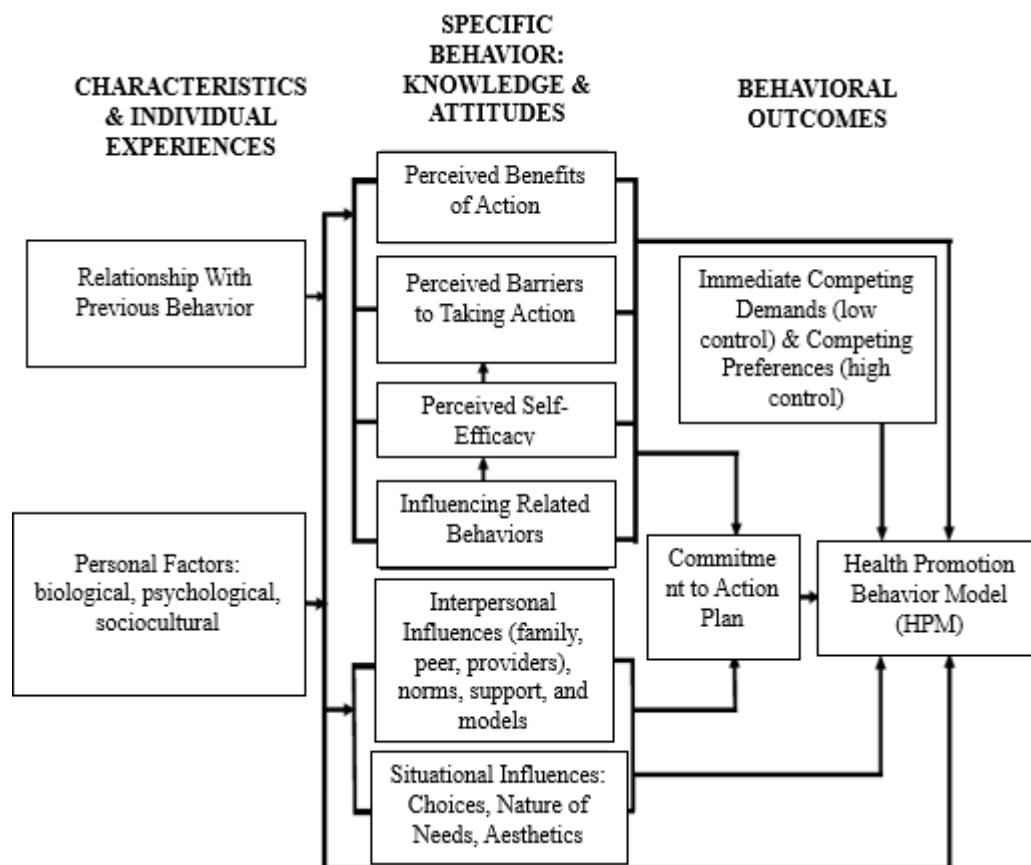 CHARACTERISTICS
& INDIVIDUAL
EXPERIENCES
SPECIFIC
BEHAVIOR:
KNOWLEDGE &
ATTITUDES
BEHAVIORAL
OUTCOMES
Relationship With
Previous Behavior
Personal Factors:
biological, psychological,
sociocultural
Perceived Benefits
of Action
Perceived Barriers
to Taking Action
Perceived Self-
Efficacy
Influencing Related
Behaviors
Interpersonal
Influences (family,
peer, providers),
norms, support, and
models
Situational Influences:
Choices, Nature of
Needs, Aesthetics
Immediate Competing
Demands (low
control) & Competing
Preferences (high
control)
Commitme
nt to Action
Plan
Health Promotion
Behavior Model
(HPM)